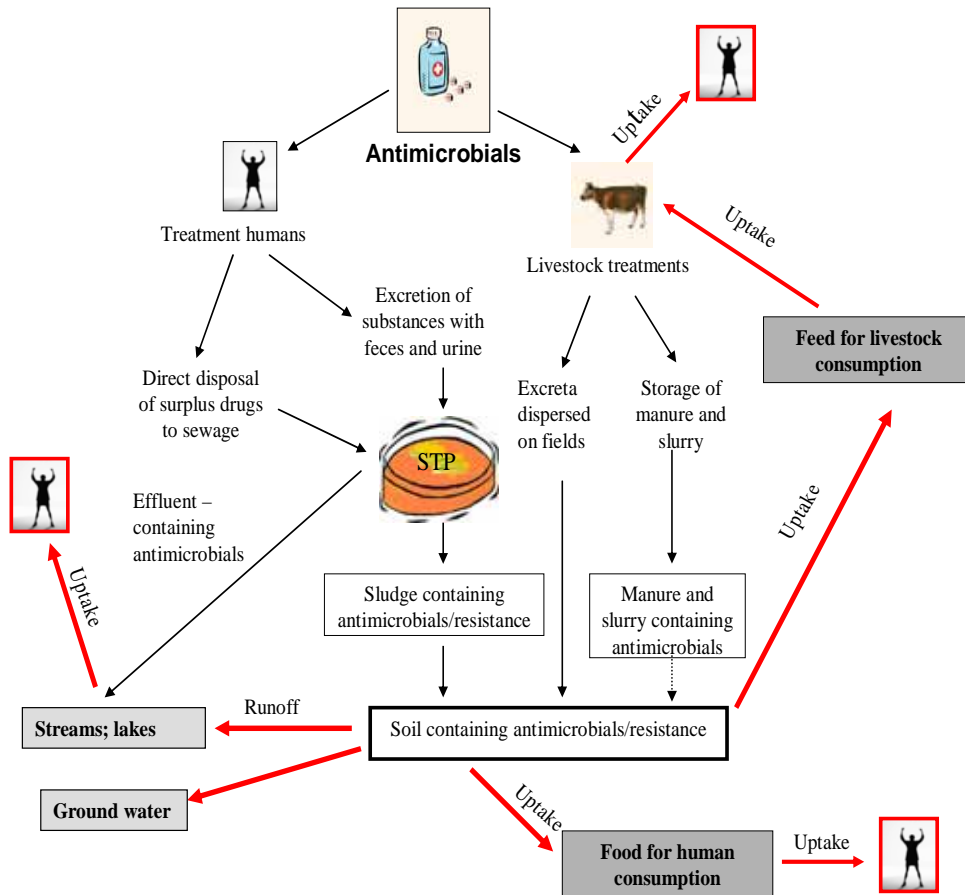 Antimicrobials
Uptake
Treatment humans
Uptake
Livestock treatments
Excretion of
substances with
feces and urine
Feed for livestock
consumption
Direct disposal
of surplus drugs
to sewage
Excreta
dispersed
on fields
Storage of
manure and
slurry
STP
Effluent –
containing
antimicrobials
Uptake
Uptake
Sludge containing
antimicrobials/resistance
Manure and
slurry containing
antimicrobials
Runoff
Streams; lakes
Soil containing antimicrobials/resistance
Ground water
Uptake
Food for human
consumption
Uptake